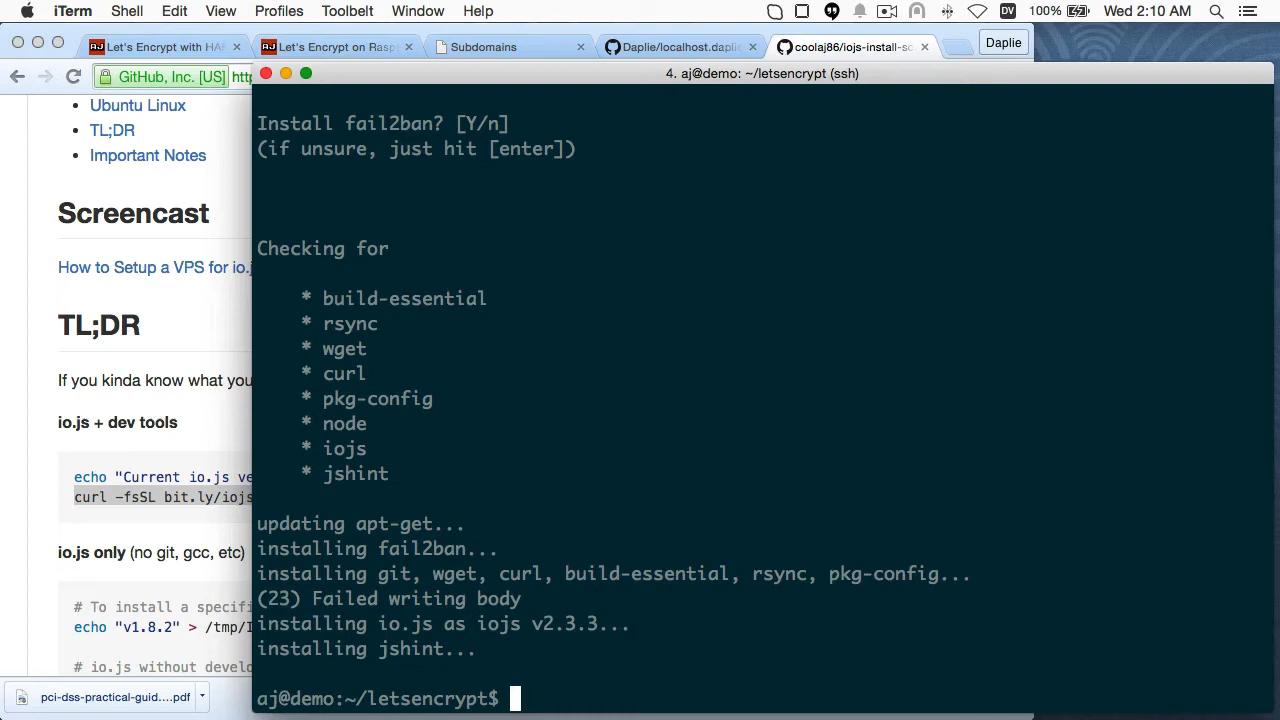 iTerm Shell Edit View Profiles Toolbelt Window Help DV 100% Wed 2:10 AM
Let's Encrypt with HA
Let's Encrypt on Rasp
Subdomains
Daplie/localhost.daplie
coolaj86/iojs-install-sc
Daplie
GitHub, Inc. [US]
4. aj@demo: ~/letsencrypt (ssh)
Ubuntu Linux
TL;DR
Important Notes
Screencast
How to Setup a VPS for io.j
TL;DR
If you kinda know what you
io.js + dev tools
echo "Current io.js ve
curl -fsSL bit.ly/iojs
io.js only (no git, gcc, etc)
# To install a specif
echo "v1.8.2" > /tmp/I
# io.js without develo
pci-dss-practical-guid....pdf
Install fail2ban? [Y/n]
(if unsure, just hit [enter])
Checking for
* build-essential
* rsync
* wget
* curl
* pkg-config
* node
* iojs
* jshint
updating apt-get...
installing fail2ban...
installing git, wget, curl, build-essential, rsync, pkg-config...
(23) Failed writing body
installing io.js as iojs v2.3.3...
installing jshint...
aj@demo:~/letsencrypt$